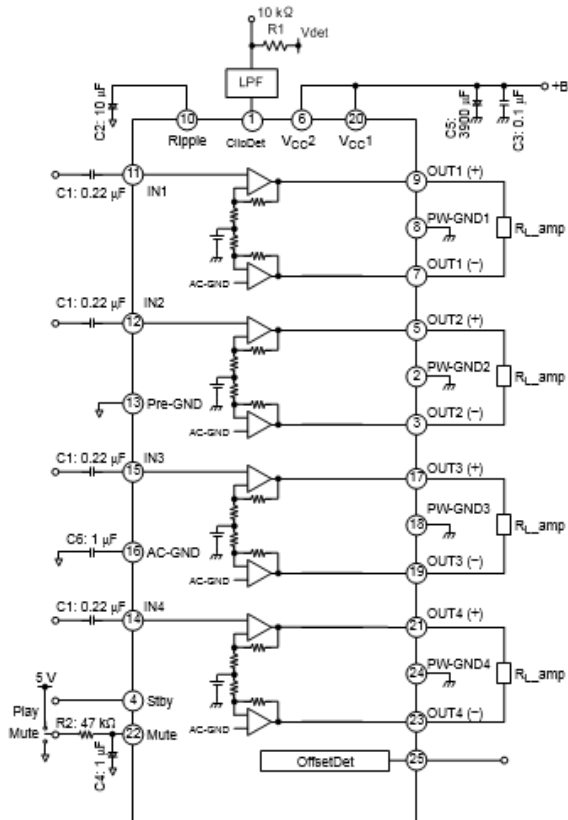 10 kΩ
R1
Vdet
LPF
+B
C2: 10 μF
C5: 3900 μF
C3: 0.1 μF
10
1
6
20
Ripple
ClipDet
VCC2
VCC1
11
IN1
C1: 0.22 μF
9
OUT1 (+)
8
PW-GND1
RL_amp
AC-GND
7
OUT1 (−)
C1: 0.22 μF
IN2
12
5
OUT2 (+)
2
PW-GND2
RL_amp
13
Pre-GND
AC-GND
3
OUT2 (−)
C1: 0.22 μF
IN3
15
17
OUT3 (+)
18
PW-GND3
RL_amp
C6: 1 μF
16
AC-GND
AC-GND
19
OUT3 (−)
C1: 0.22 μF
IN4
14
21
OUT4 (+)
24
PW-GND4
RL_amp
5 V
4
Stby
Play
Mute
R2: 47 kΩ
22
Mute
AC-GND
23
OUT4 (−)
C4: 1 μF
OffsetDet
25